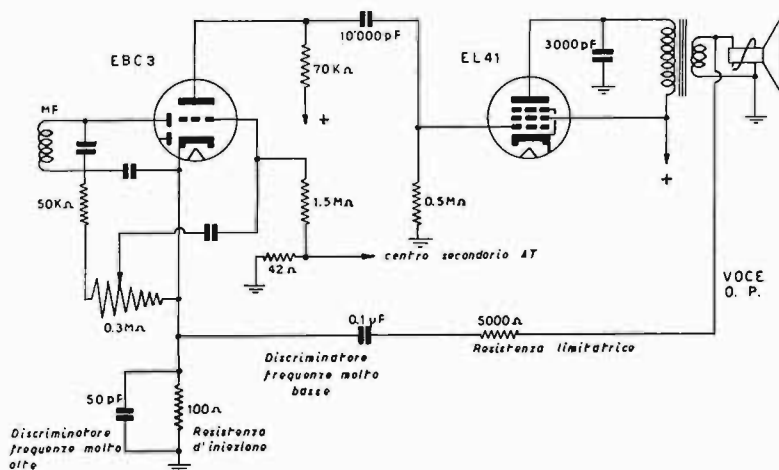 EBC3
10'000pF
EL41
3000pF
70KΩ
+
MF
+
50KΩ
1.5MΩ
0.5MΩ
42Ω
centro secondario AT
0.3MΩ
VOCE
O. P.
0.1µF
5000Ω
Discriminatore
frequenze molto
basse
Resistenza limitatrice
50pF
100Ω
Discriminatore
frequenze molto
alte
Resistenza
d'iniezione